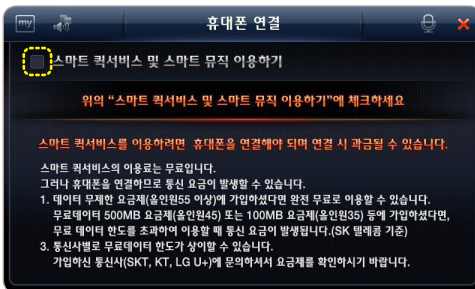 my
휴대폰 연결
스마트 퀵서비스 및 스마트 뮤직 이용하기
위의 “스마트 퀵서비스 및 스마트 뮤직 이용하기”에 체크하세요
스마트 퀵서비스를 이용하려면 휴대폰을 연결해야 되며 연결 시 과금될 수 있습니다.
스마트 퀵서비스의 이용료는 무료입니다.
그러나 휴대폰을 연결하므로 통신 요금이 발생할 수 있습니다.
1. 데이터 무제한 요금제(올인원55 이상)에 가입하셨다면 완전 무료로 이용할 수 있습니다.
무료데이터 500MB 요금제(올인원45) 또는 100MB 요금제(올인원35) 등에 가입하셨다면,
무료 데이터 한도를 초과하여 이용할 때 통신 요금이 발생됩니다.(SK 텔레콤 기준)
3. 통신사별로 무료데이터 한도가 상이할 수 있습니다.
가입하신 통신사(SKT, KT, LG U+)에 문의하셔서 요금제를 확인하시기 바랍니다.